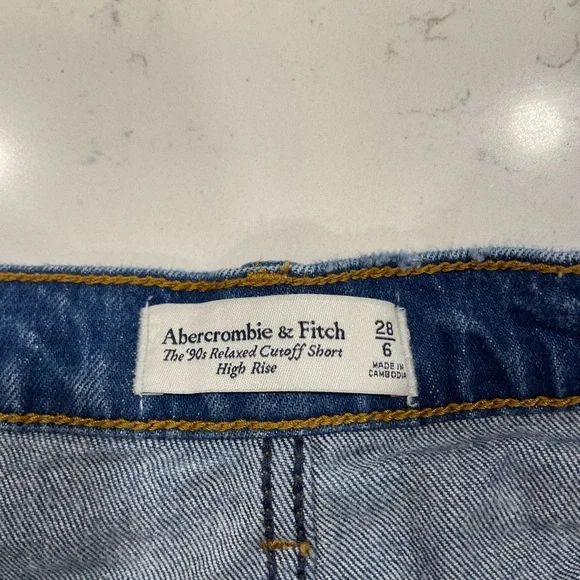 Abercrombie & Fitch
The '90s Relaxed Cutoff Short
High Rise
28
6
MADE IN
CAMBODIA